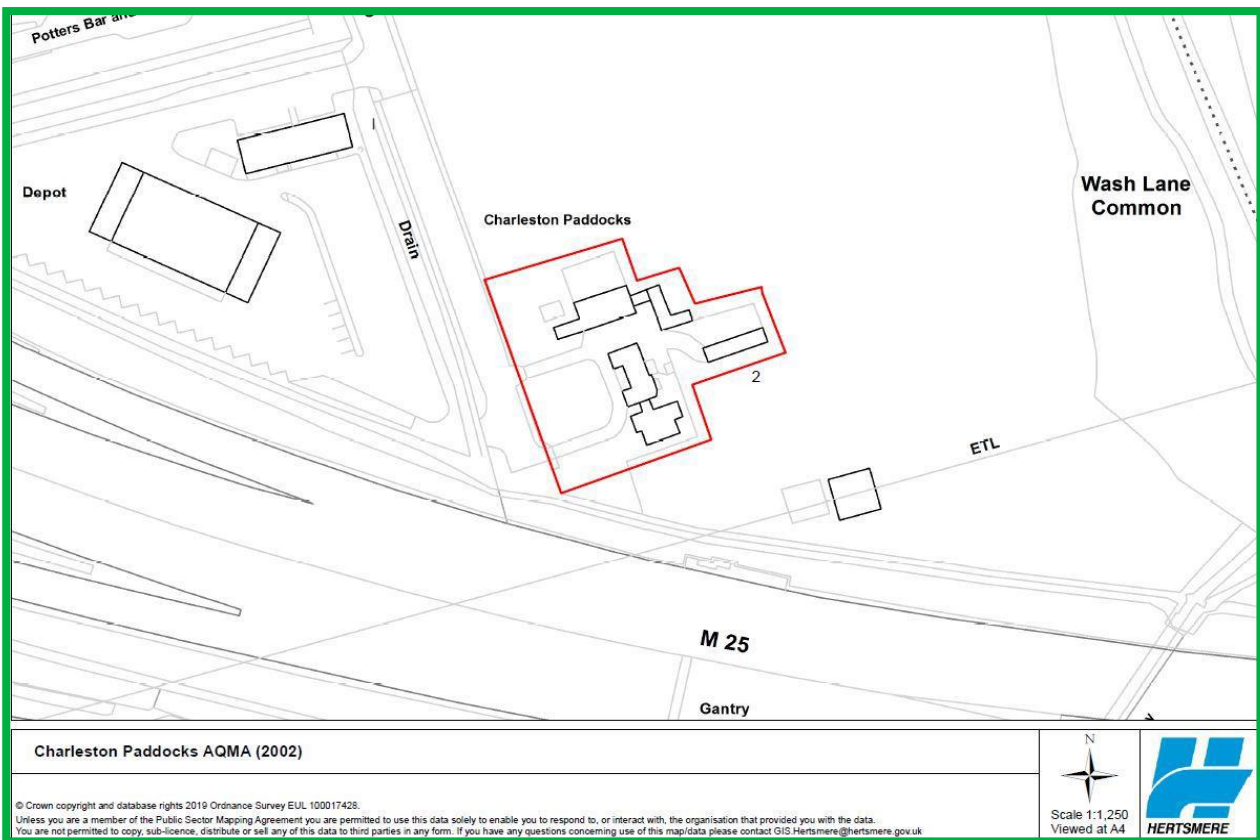 Potters Bar and
Depot
Drain
Charleston Paddocks
Wash Lane
Common
2
ETL
M 25
Gantry
Charleston Paddocks AQMA (2002)
N
© Crown copyright and database rights 2019 Ordnance Survey EUL 100017428.
Unless you are a member of the Public Sector Mapping Agreement you are permitted to use this data solely to enable you to respond to, or interact with, the organisation that provided you with the data.
You are not permitted to copy, sub-licence, distribute or sell any of this data to third parties in any form. If you have any questions concerning use of this map/data please contact GIS.Hertsmere@hertsmere.gov.uk
Scale 1:1,250
Viewed at A4
HERTSMERE